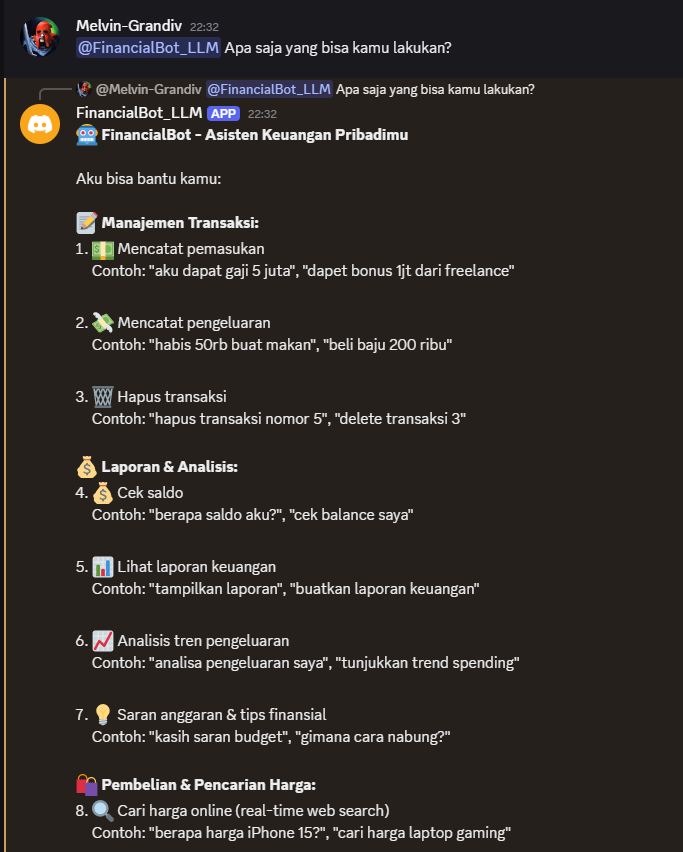 Melvin-Grandiv 22:32
@FinancialBot_LLM Apa saja yang bisa kamu lakukan?
@Melvin-Grandiv @FinancialBot_LLM Apa saja yang bisa kamu lakukan?
FinancialBot_LLM APP 22:32
🤖 FinancialBot - Asisten Keuangan Pribadimu
Aku bisa bantu kamu:
📝 Manajemen Transaksi:
1. 💵 Mencatat pemasukan
Contoh: "aku dapat gaji 5 juta", "dapet bonus 1jt dari freelance"
2. 💸 Mencatat pengeluaran
Contoh: "habis 50rb buat makan", "beli baju 200 ribu"
3. 🗑️ Hapus transaksi
Contoh: "hapus transaksi nomor 5", "delete transaksi 3"
💰 Laporan & Analisis:
4. 💰 Cek saldo
Contoh: "berapa saldo aku?", "cek balance saya"
5. 📊 Lihat laporan keuangan
Contoh: "tampilkan laporan", "buatkan laporan keuangan"
6. 📈 Analisis tren pengeluaran
Contoh: "analisa pengeluaran saya", "tunjukkan trend spending"
7. 💡 Saran anggaran & tips finansial
Contoh: "kasih saran budget", "gimana cara nabung?"
🛍️ Pembelian & Pencarian Harga:
8. 🔍 Cari harga online (real-time web search)
Contoh: "berapa harga iPhone 15?", "cari harga laptop gaming"